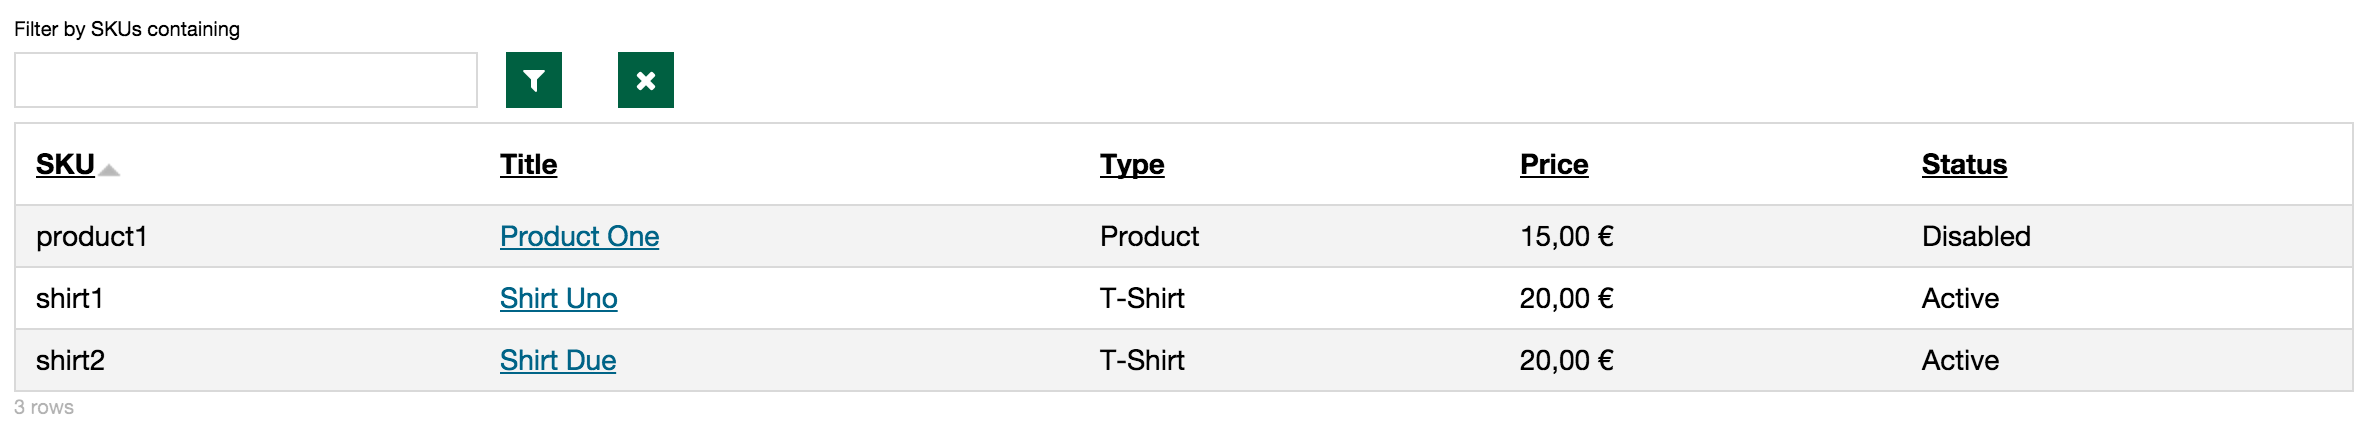 Filter by SKUs containing
SKU Title Type Price Status
product1 Product One Product 15,00 € Disabled
shirt1 Shirt Uno T-Shirt 20,00 € Active
shirt2 Shirt Due T-Shirt 20,00 € Active
3 rows